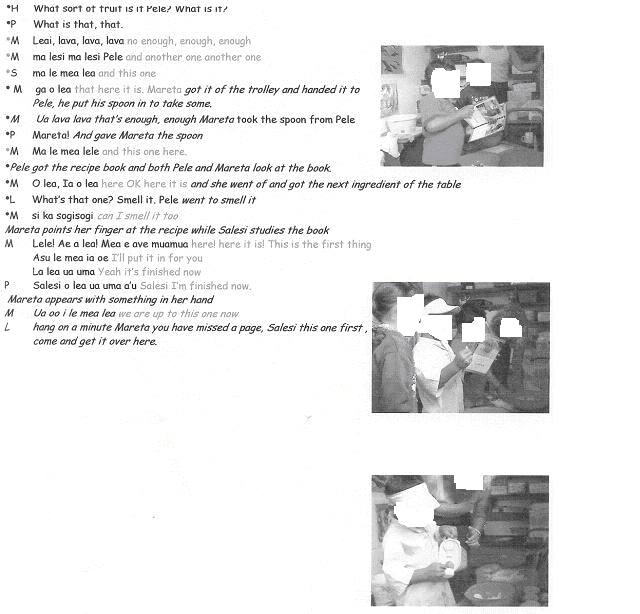 •H What sort of fruit is it Pele? What is it?
•P What is that, that.
•M Leai, lava, lava, lava no enough, enough, enough
•M ma lesi ma lesi Pele and another one another one
•S ma le mea lea and this one
•M ga o lea that here it is. Mareta got it of the trolley and handed it to
Pele, he put his spoon in to take some.
•M Ua lava lava that's enough, enough Mareta took the spoon from Pele
•P Mareta! And gave Mareta the spoon
•M Ma le mea lele and this one here.
•Pele got the recipe book and both Pele and Mareta look at the book.
•M O lea, Ia o lea here OK here it is and she went of and got the next ingredient of the table
•L What's that one? Smell it. Pele went to smell it
•M si ka sogisogi can I smell it too
Mareta points her finger at the recipe while Salesi studies the book
M Lele! Ae a lea! Mea e ave muamua here! here it is! This is the first thing
Asu le mea ia oe I'll put it in for you
La lea ua uma Yeah it's finished now
P Salesi o lea ua uma a'u Salesi I'm finished now.
Mareta appears with something in her hand
M Ua oo i le mea lea we are up to this one now
L hang on a minute Mareta you have missed a page, Salesi this one first ,
come and get it over here.